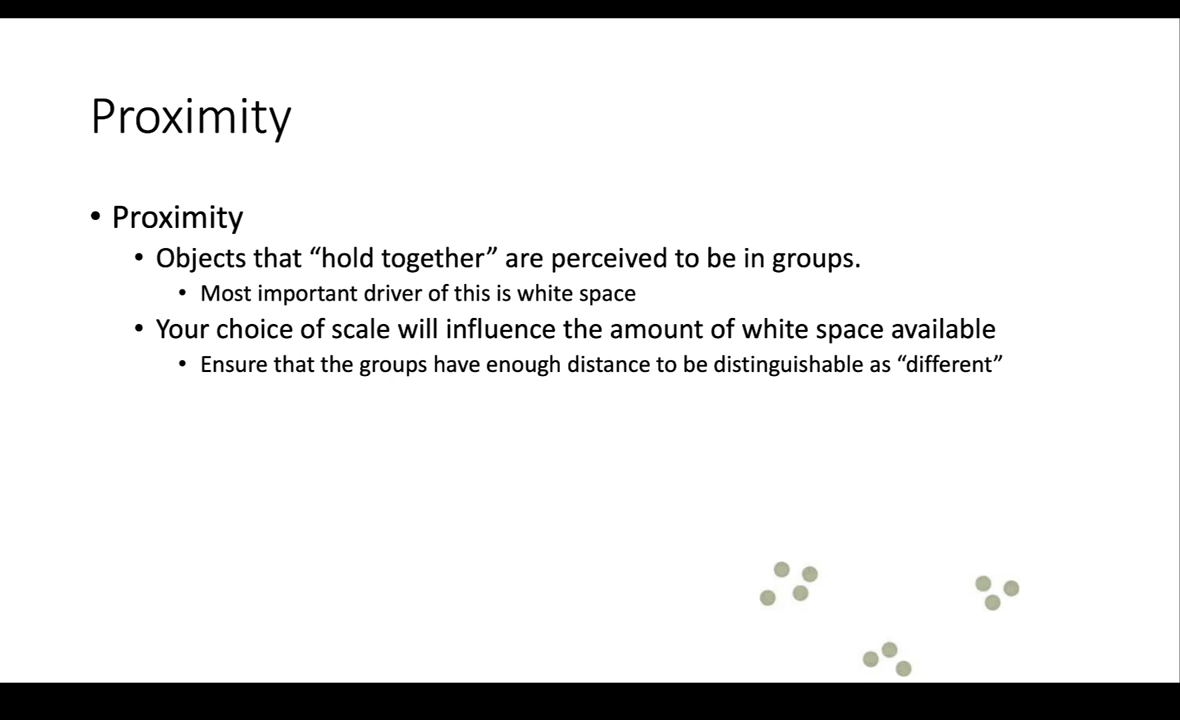 Proximity
• Proximity
• Objects that “hold together” are perceived to be in groups.
• Most important driver of this is white space
• Your choice of scale will influence the amount of white space available
• Ensure that the groups have enough distance to be distinguishable as “different”